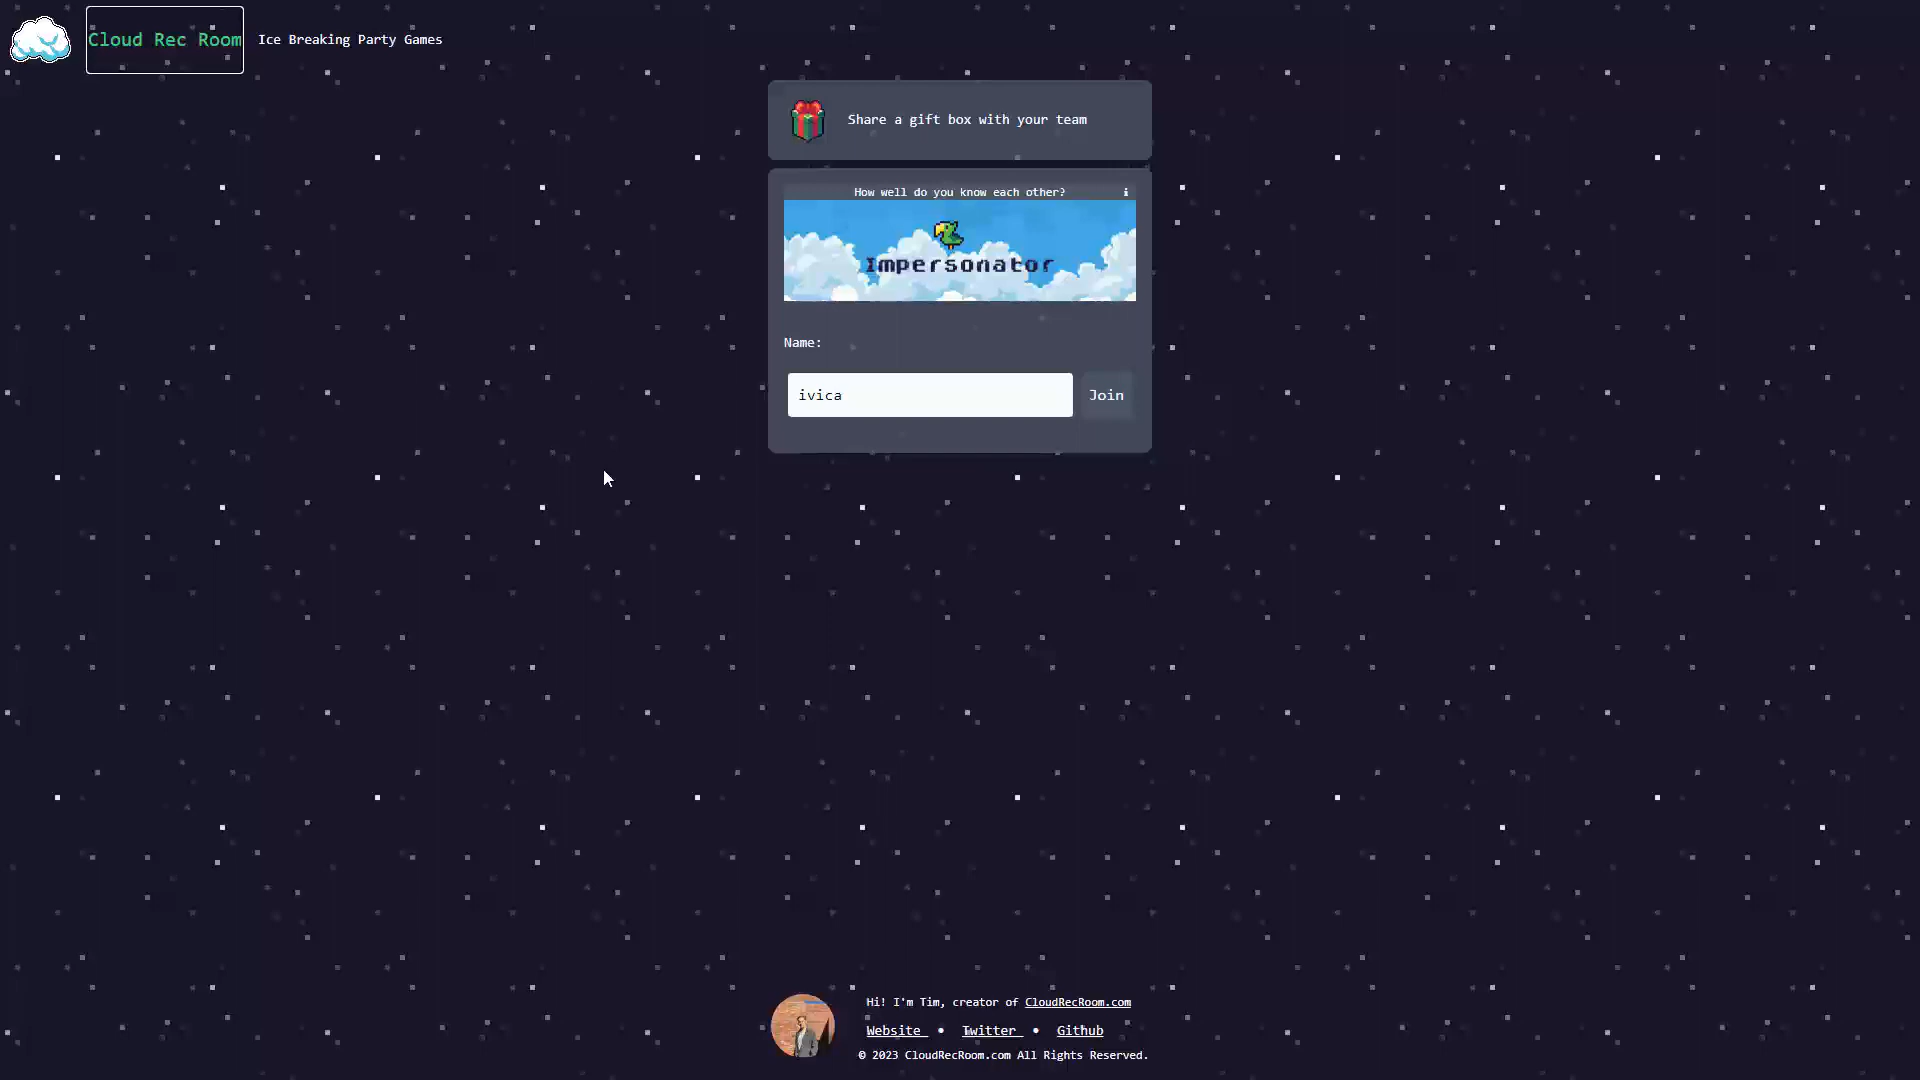 Cloud Rec Room
Ice Breaking Party Games
Share a gift box with your team
How well do you know each other?
Impersonator
Name:
ivica
Join
Hi! I'm Tim, creator of CloudRecRoom.com
Website • Twitter • Github
© 2023 CloudRecRoom.com All Rights Reserved.